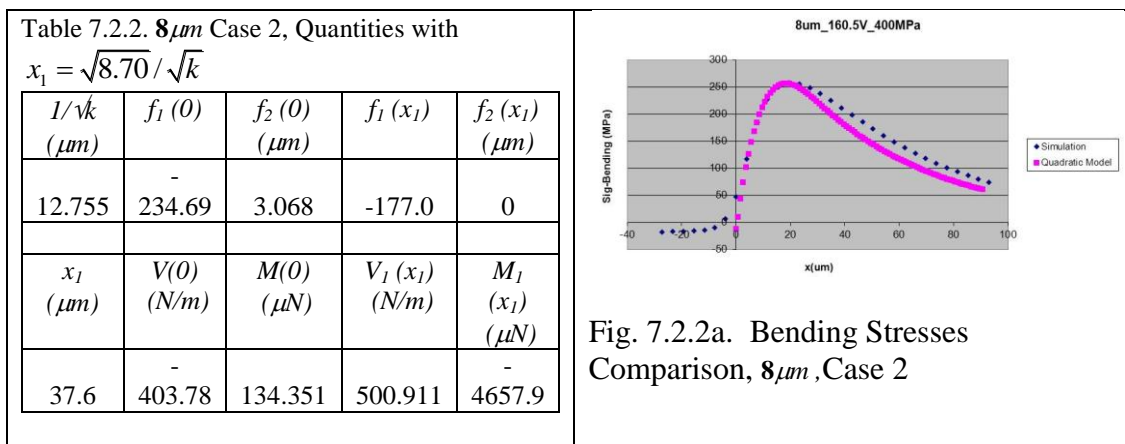 Table 7.2.2. 8μm Case 2, Quantities with
x₁ = √8.70 / √k
1/√k f₁ (0) f₂ (0) f₁ (x₁) f₂ (x₁)
(μm) (μm) (μm)
-
12.755 234.69 3.068 -177.0 0
x₁ V(0) M(0) V₁ (x₁) M₁
(μm) (N/m) (μN) (N/m) (x₁)
(μN)
- -
37.6 403.78 134.351 500.911 4657.9
8um_160.5V_400MPa
Sig-Bending (MPa)
300
250
200
150
100
50
0
-50
-40 -20 0 20 40 60 80 100
x(um)
Simulation
Quadratic Model
Fig. 7.2.2a. Bending Stresses
Comparison, 8μm ,Case 2